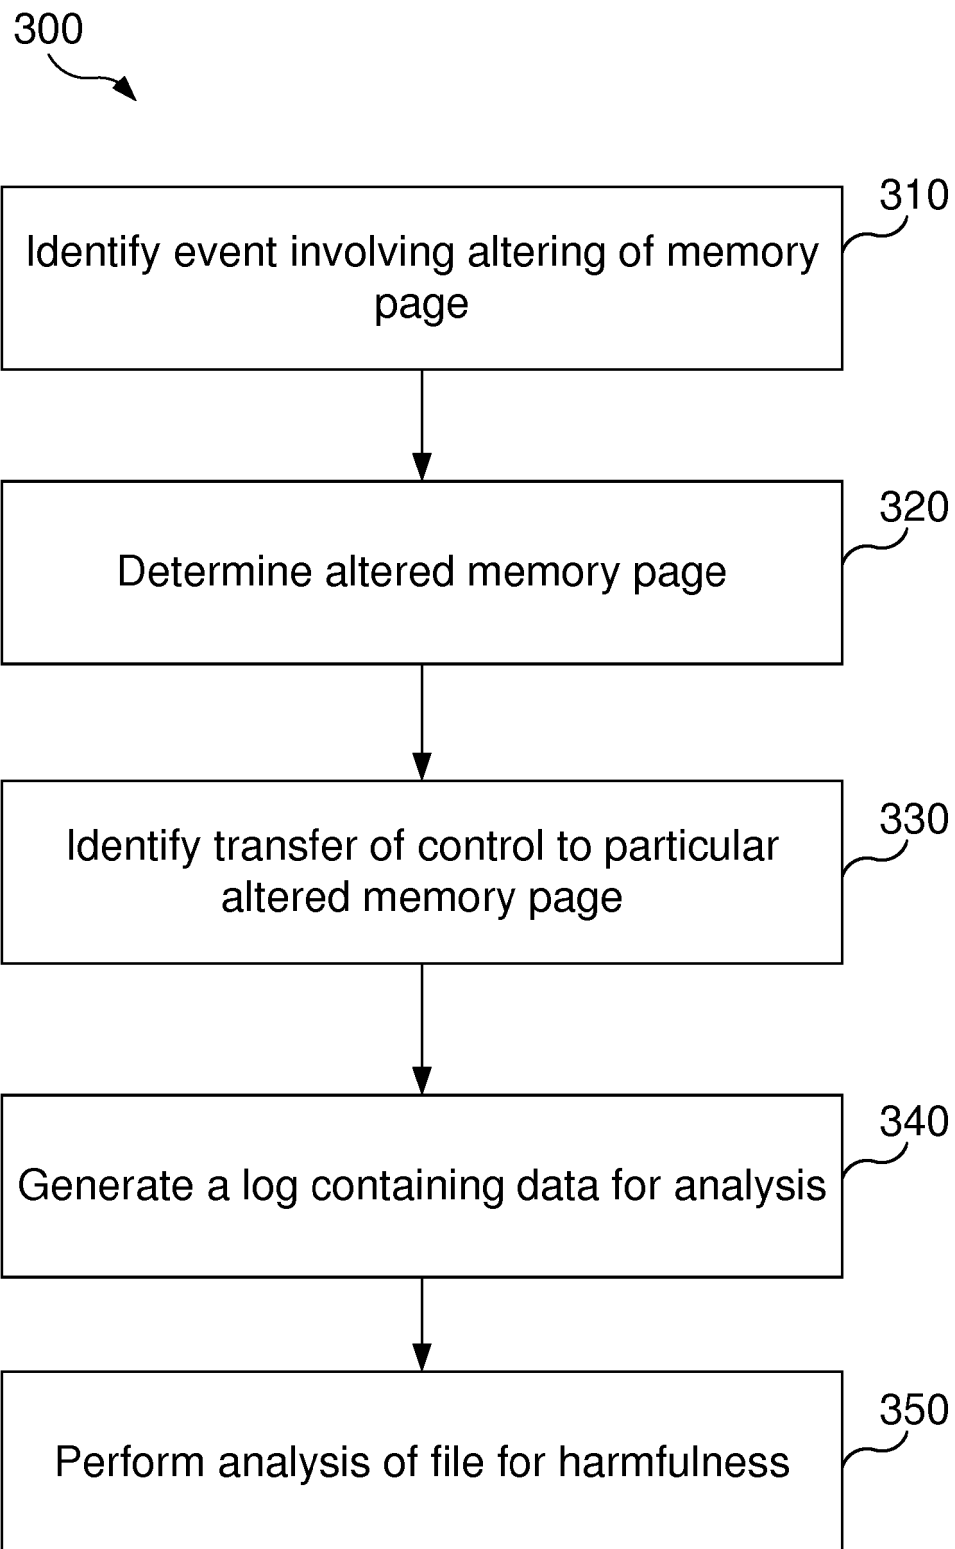 300
310
Identify event involving altering of memory
page
320
Determine altered memory page
330
Identify transfer of control to particular
altered memory page
340
Generate a log containing data for analysis
350
Perform analysis of file for harmfulness